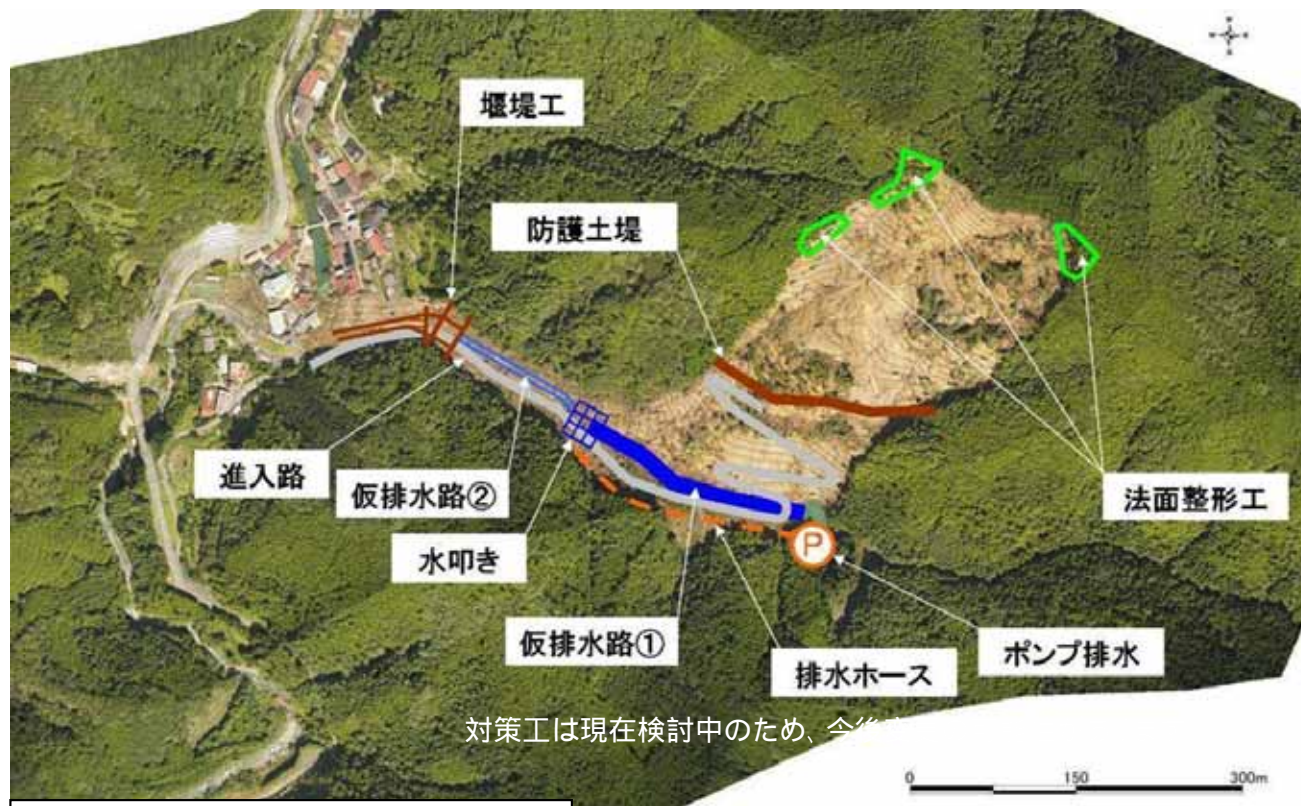 堰堤工
防護土堤
進入路
仮排水路②
水叩き
仮排水路①
排水ホース
ポンプ排水
法面整形工
P
対策工は現在検討中のため、今後
0 150 300m